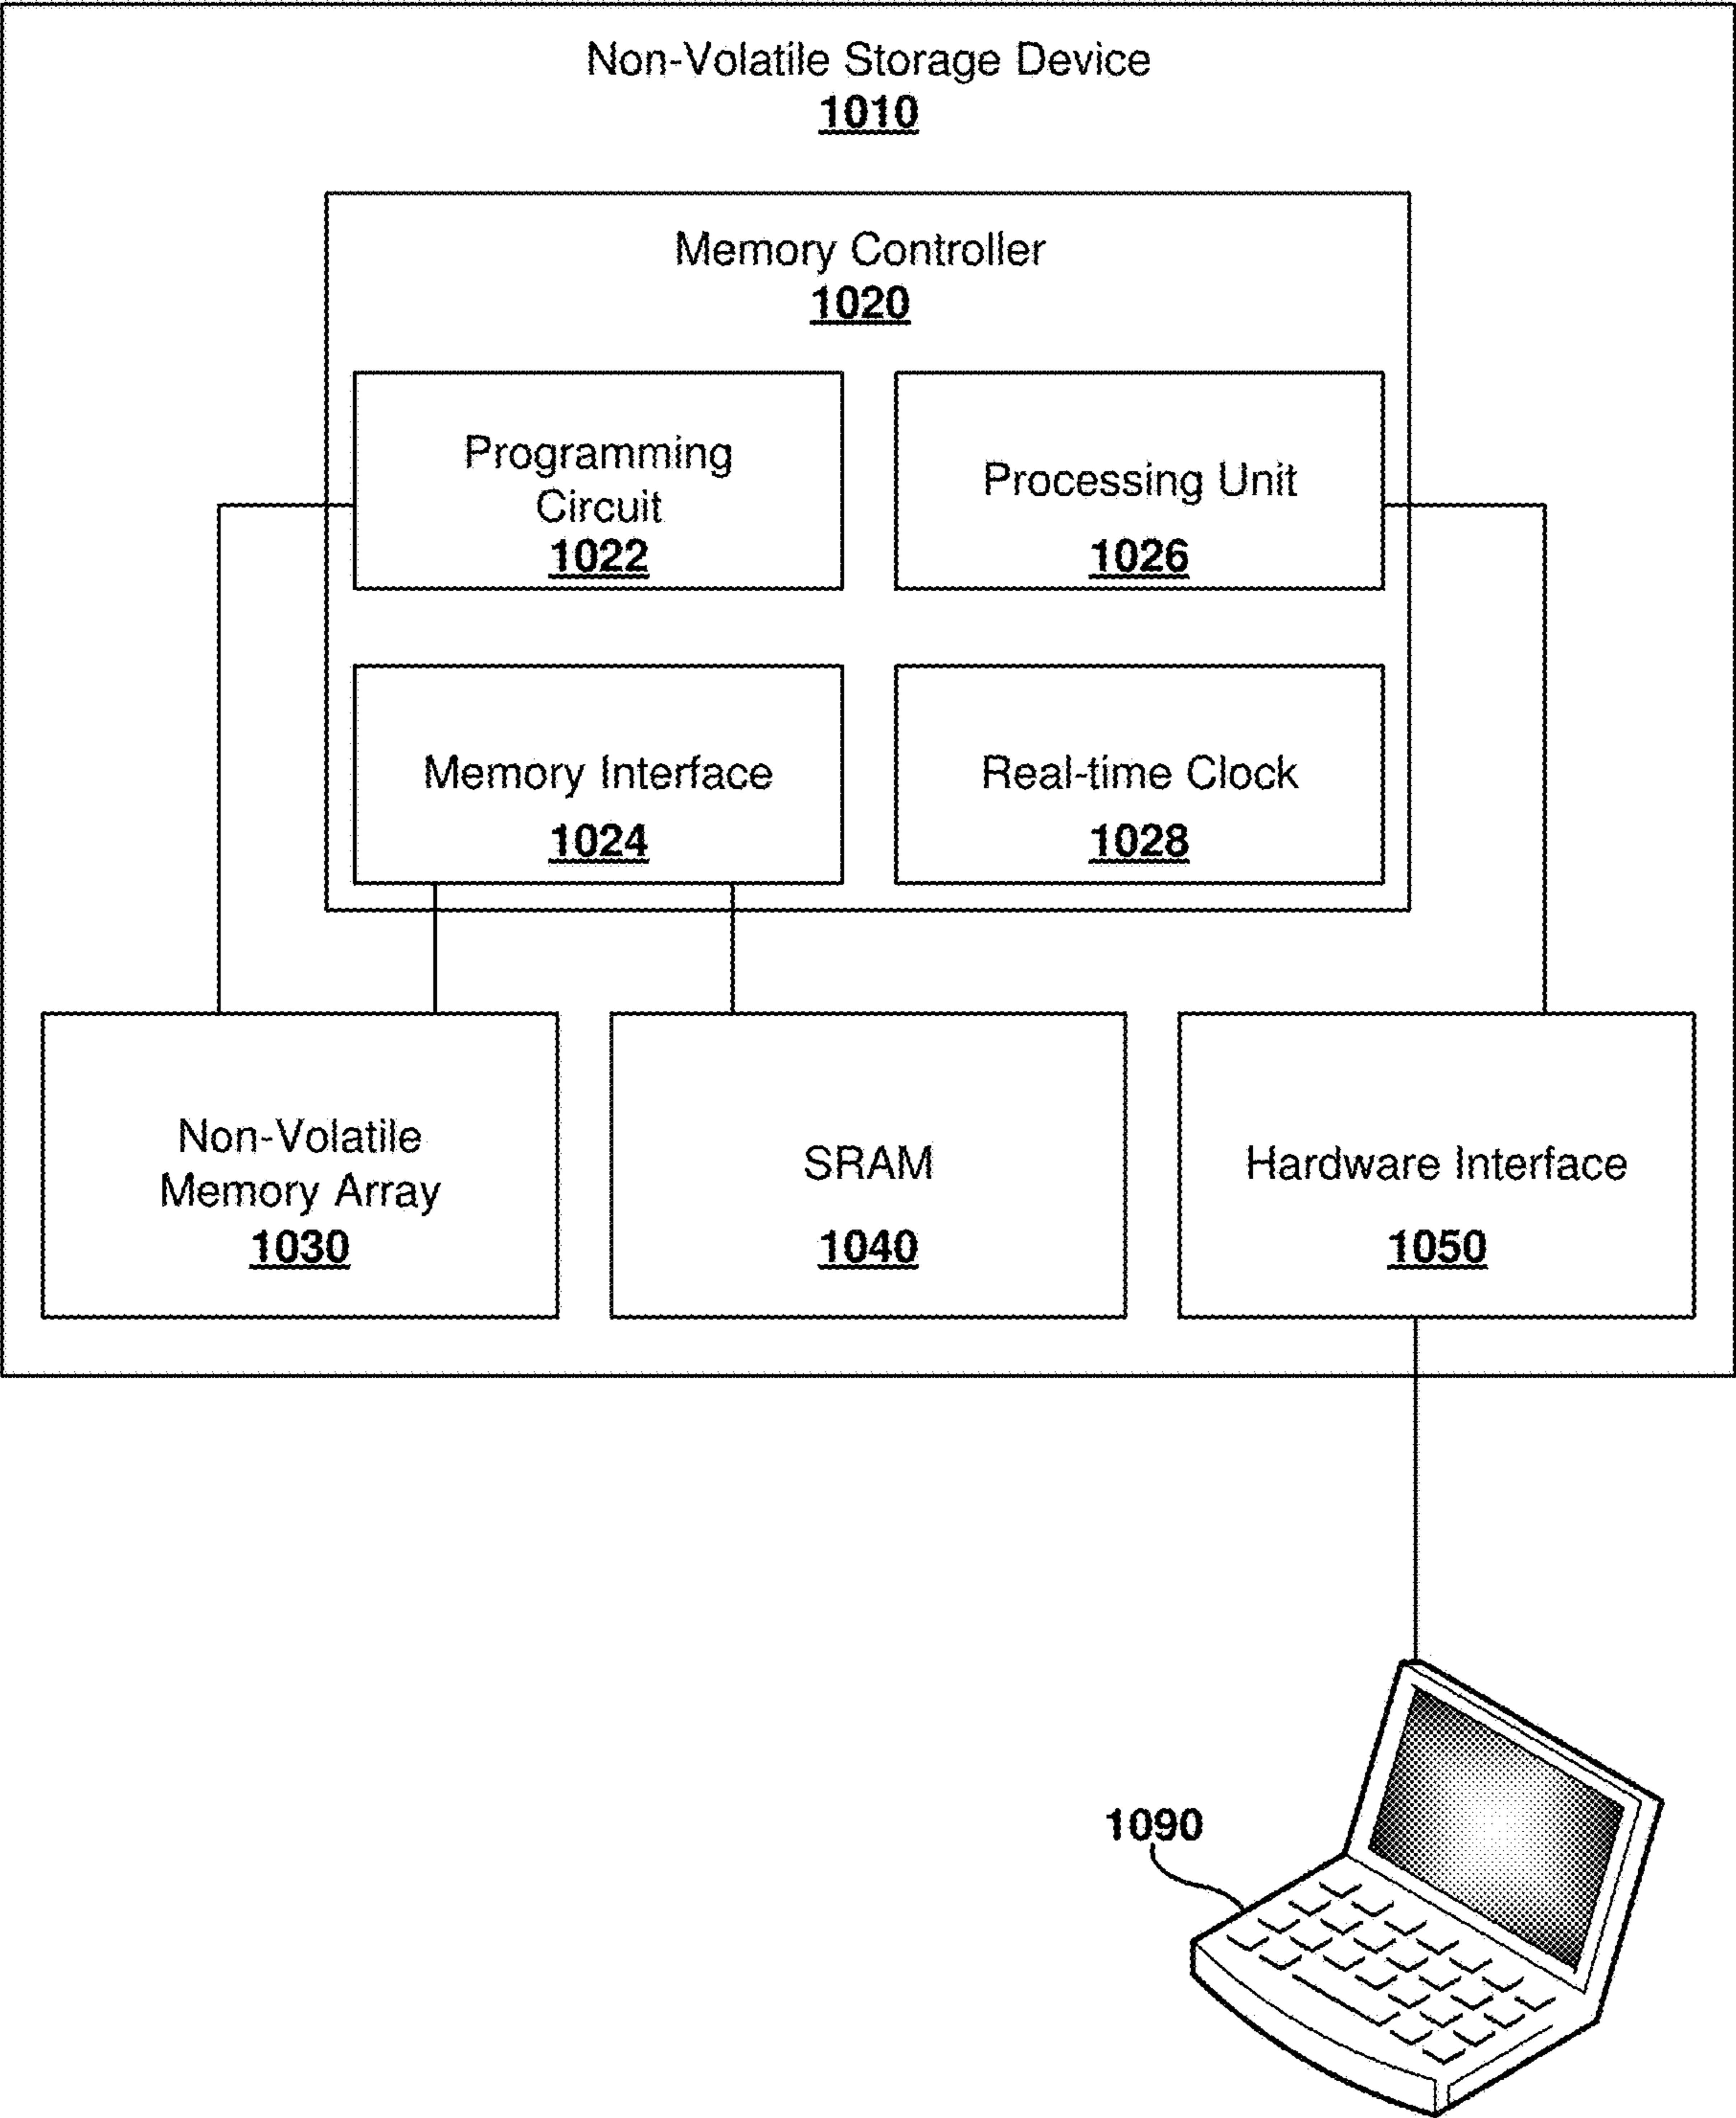 Non-Volatile Storage Device
1010
Memory Controller
1020
Programming
Circuit
1022
Processing Unit
1026
Memory Interface
1024
Real-time Clock
1028
Non-Volatile
Memory Array
1030
SRAM
1040
Hardware Interface
1050
1090